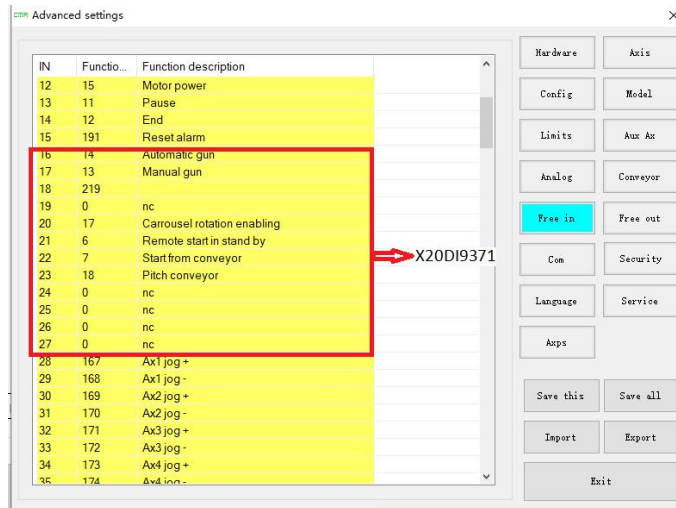 CMA Advanced settings
IN Functio... Function description
12 15 Motor power
13 11 Pause
14 12 End
15 191 Reset alarm
16 14 Automatic gun
17 13 Manual gun
18 219
19 0 nc
20 17 Carrousel rotation enabling
21 6 Remote start in stand by
22 7 Start from conveyor
23 18 Pitch conveyor
24 0 nc
25 0 nc
26 0 nc
27 0 nc
28 167 Ax1 jog +
29 168 Ax1 jog -
30 169 Ax2 jog +
31 170 Ax2 jog -
32 171 Ax3 jog +
33 172 Ax3 jog -
34 173 Ax4 jog +
35 174 Ax4 jog -
X20DI9371
Hardware Axis
Config Model
Limits Aux Ax
Analog Conveyor
Free in Free out
Com Security
Language Service
Axps
Save this Save all
Import Export
Exit